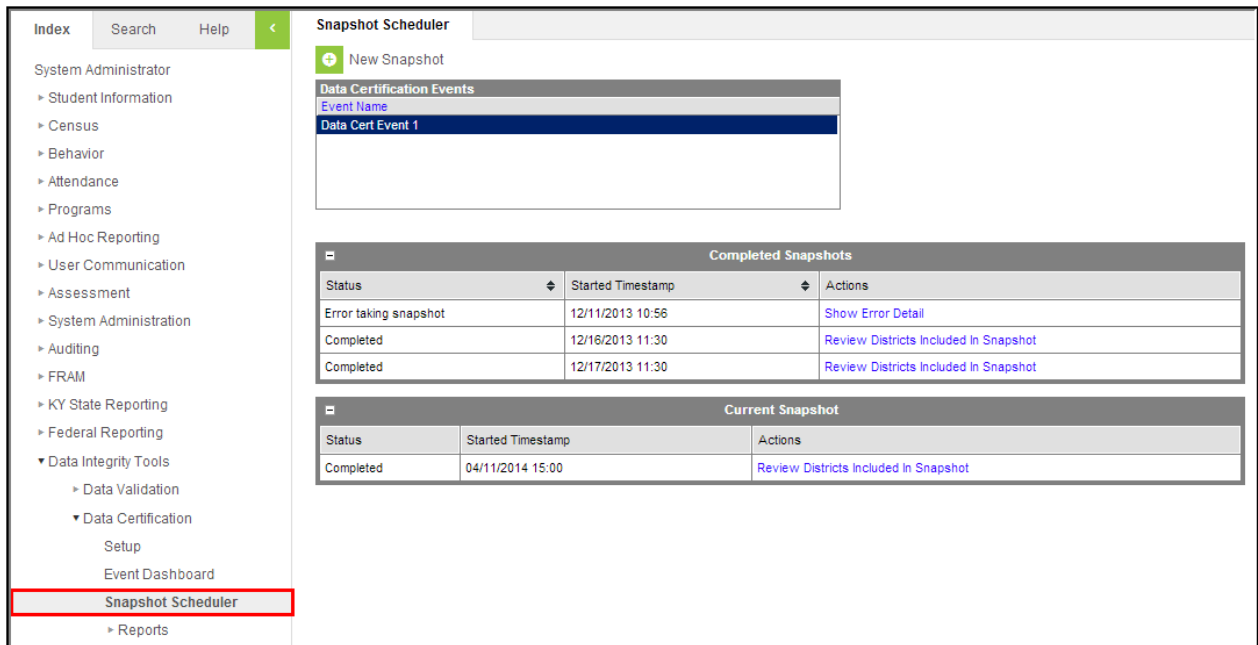 Index Search Help
System Administrator
Student Information
Census
Behavior
Attendance
Programs
Ad Hoc Reporting
User Communication
Assessment
System Administration
Auditing
FRAM
KY State Reporting
Federal Reporting
Data Integrity Tools
Data Validation
Data Certification
Setup
Event Dashboard
Snapshot Scheduler
Reports
Snapshot Scheduler
New Snapshot
Data Certification Events
Event Name
Data Cert Event 1
Completed Snapshots
Status Started Timestamp Actions
Error taking snapshot 12/11/2013 10:56 Show Error Detail
Completed 12/16/2013 11:30 Review Districts Included In Snapshot
Completed 12/17/2013 11:30 Review Districts Included In Snapshot
Current Snapshot
Status Started Timestamp Actions
Completed 04/11/2014 15:00 Review Districts Included In Snapshot